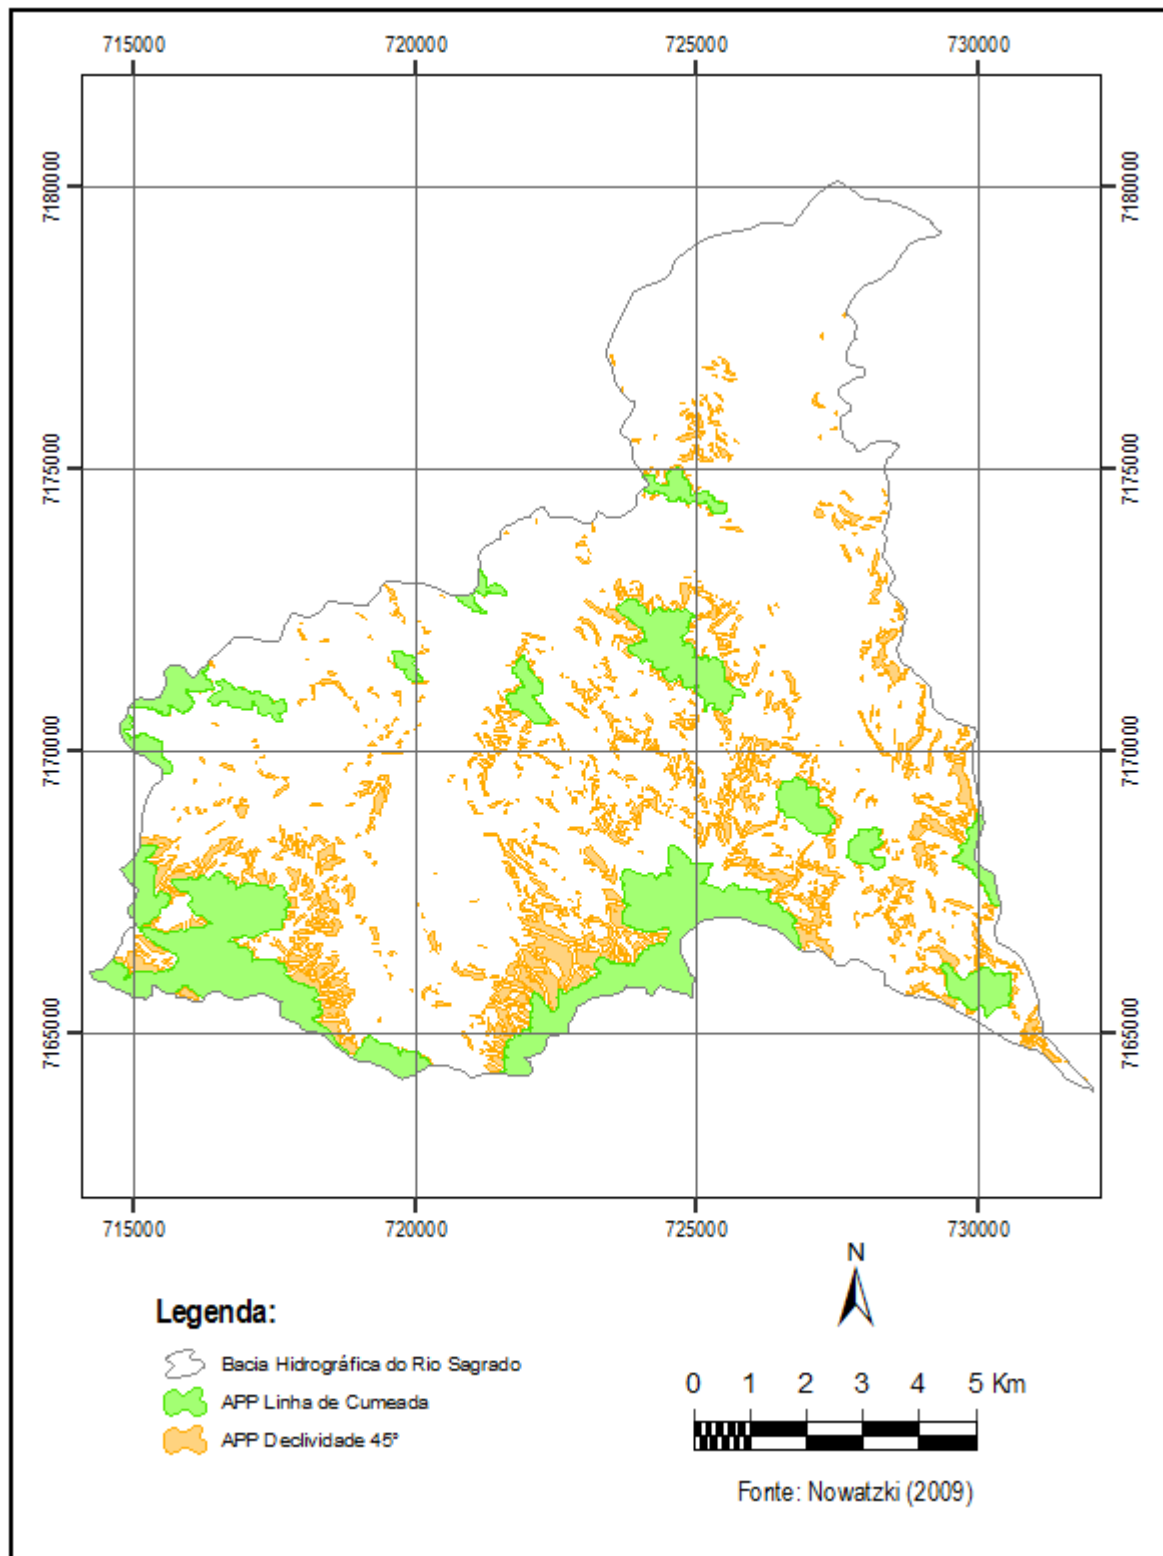 715000 720000 725000 730000
7180000 7180000
7175000 7175000
7170000 7170000
7165000 7165000
715000 720000 725000 730000
N
Legenda:
Bacia Hidrográfica do Rio Sagrado
APP Linha de Cumeada
APP Declividade 45°
0 1 2 3 4 5 Km
Fonte: Nowatzki (2009)